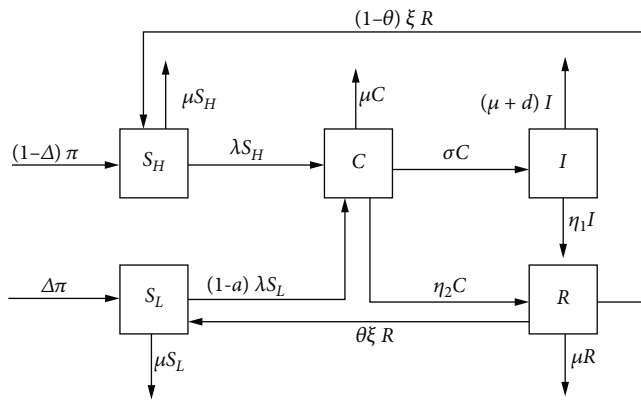 (1–θ) ξ R
μS_H
μC
(μ + d) I
(1–Δ) π
S_H
λS_H
C
σC
I
η_1I
Δπ
S_L
(1-a) λS_L
η_2C
R
θξ R
μS_L
μR